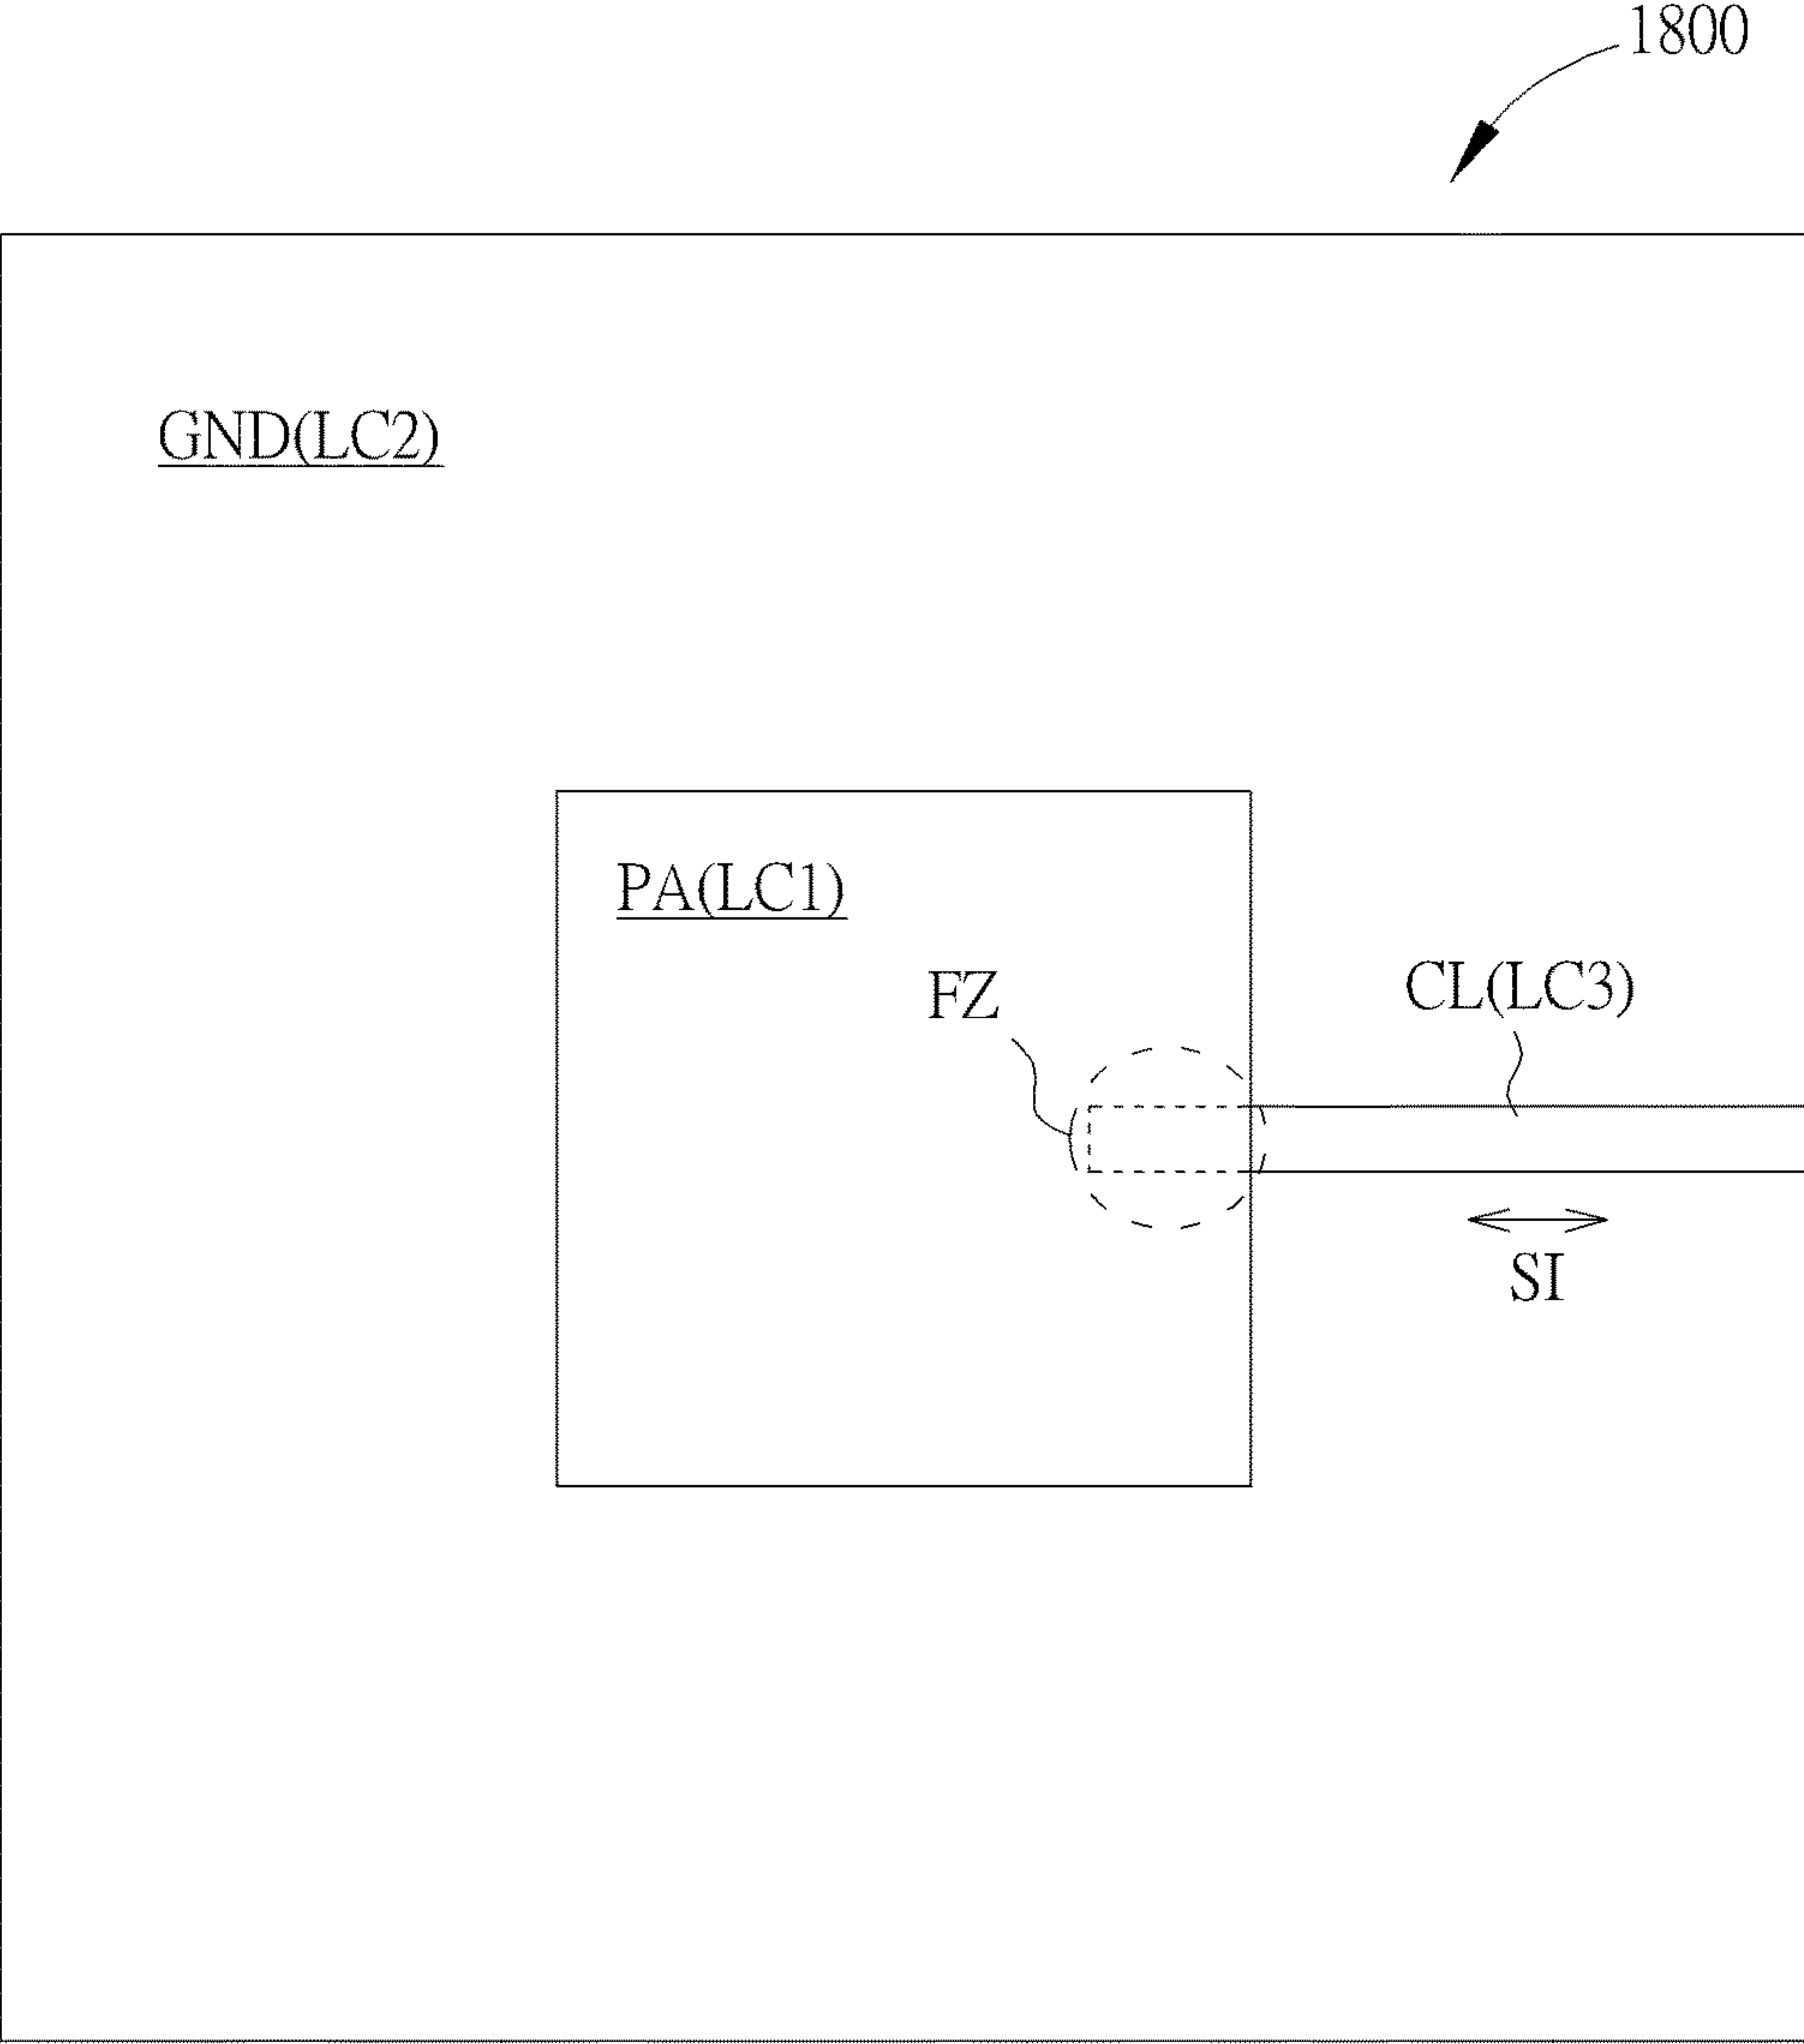 1800
GND(LC2)
PA(LC1)
FZ
CL(LC3)
SI